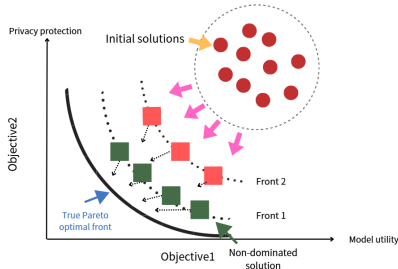 Privacy protection
Initial solutions
Objective2
Front 2
True Pareto
optimal front
Front 1
Non-dominated
solution
Objective1
Model utility